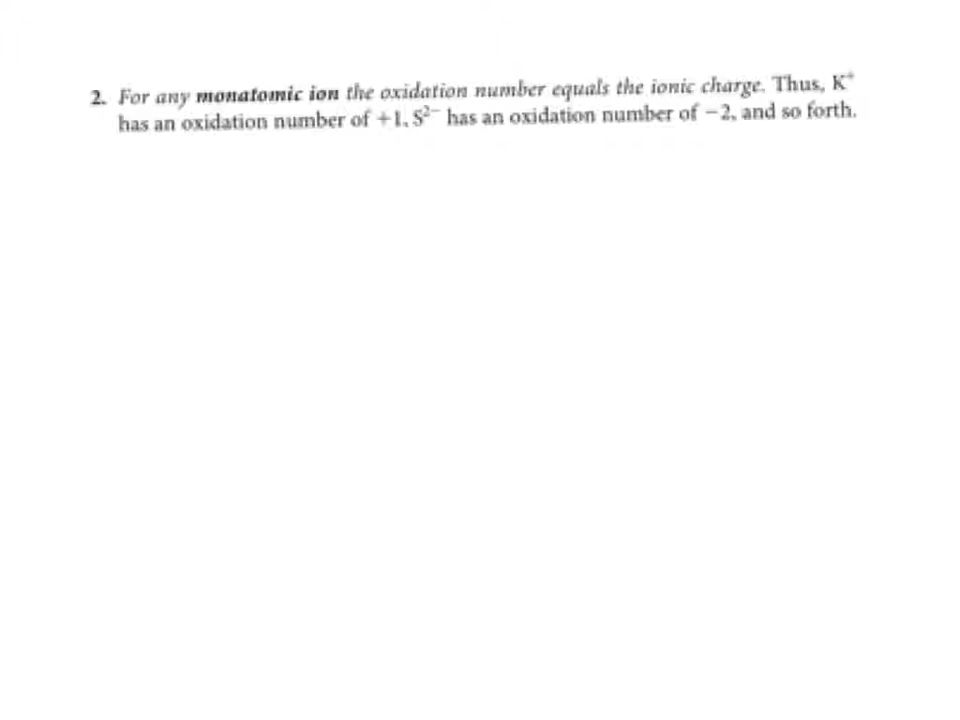 2. For any monatomic ion the oxidation number equals the ionic charge. Thus, K⁺
has an oxidation number of +1, S²⁻ has an oxidation number of −2, and so forth.